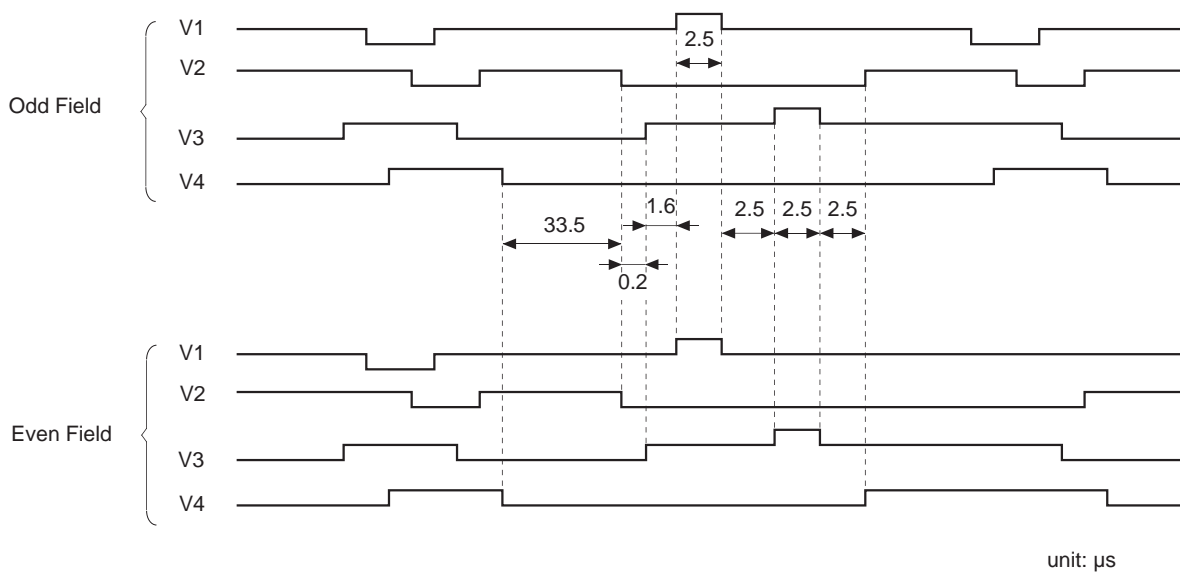 V1
2.5
V2
Odd Field
V3
V4
1.6
2.5 2.5 2.5
33.5
0.2
V1
V2
Even Field
V3
V4
unit: μs